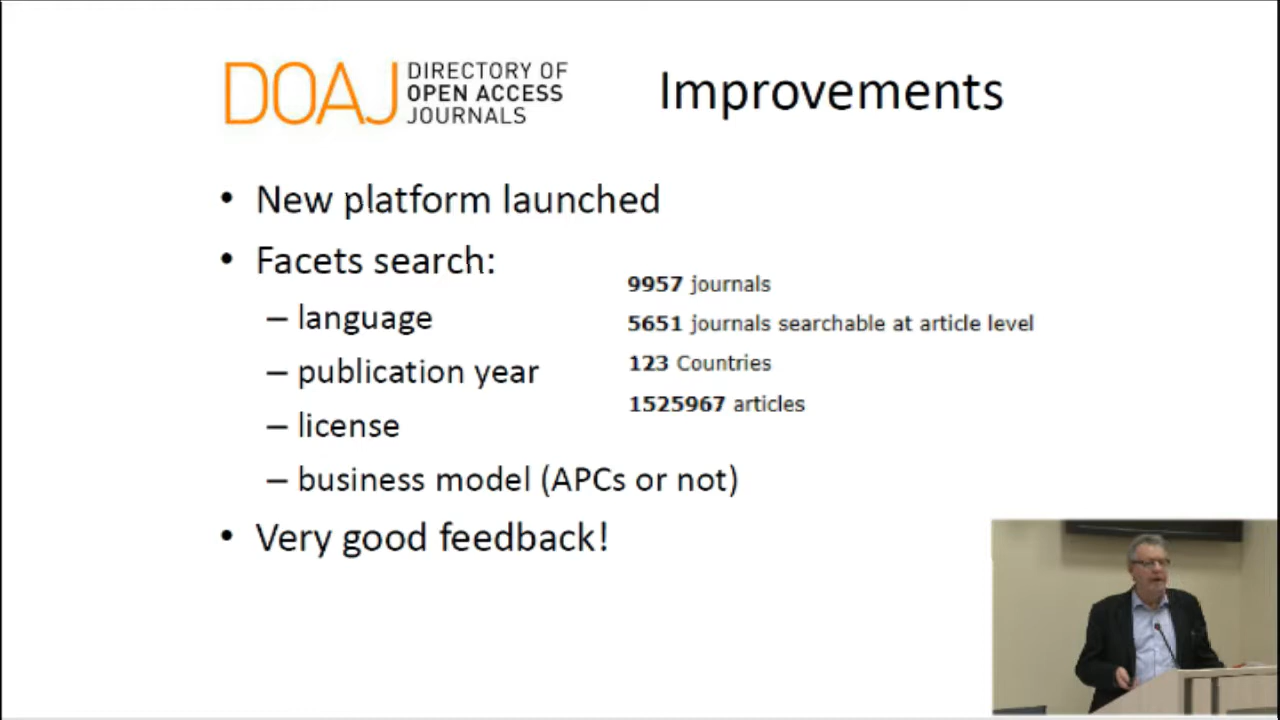 DOAJ DIRECTORY OF
OPEN ACCESS
JOURNALS
Improvements
• New platform launched
• Facets search:
– language
– publication year
– license
– business model (APCs or not)
• Very good feedback!
9957 journals
5651 journals searchable at article level
123 Countries
1525967 articles